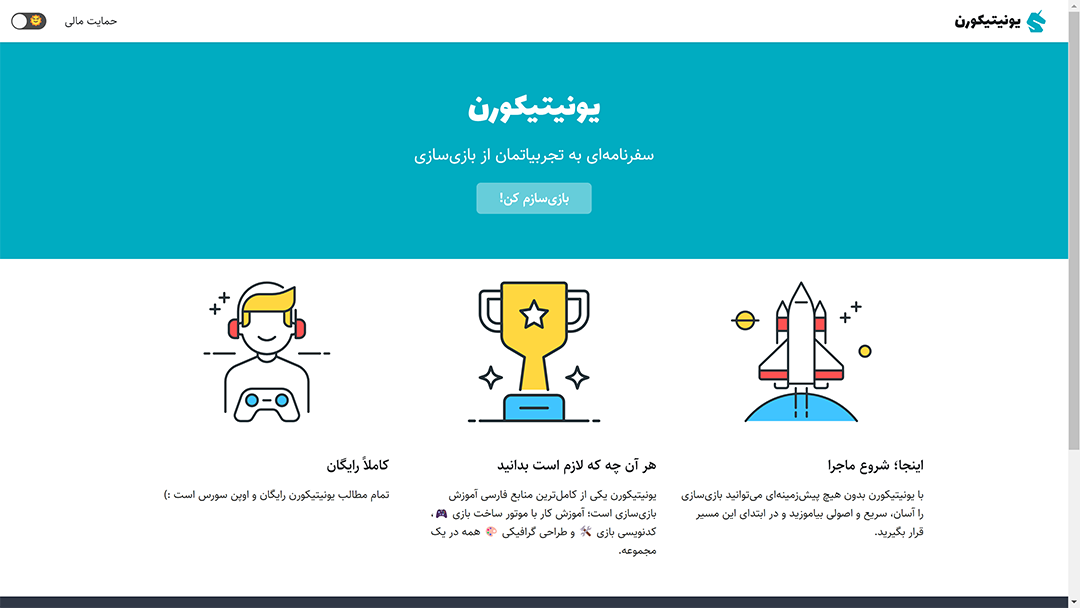 یونیتیکورن
حمایت مالی
یونیتیکورن
سفرنامه‌ای به تجربیاتمان از بازی‌سازی
بازی‌سازم کن!
اینجا؛ شروع ماجرا
با یونیتیکورن بدون هیچ پیش‌زمینه‌ای می‌توانید بازی‌سازی
را آسان، سریع و اصولی بیاموزید و در ابتدای این مسیر
قرار بگیرید.
هر آن چه که لازم است بدانید
یونیتیکورن یکی از کامل‌ترین منابع فارسی آموزش
بازی‌سازی است؛ آموزش کار با موتور ساخت بازی 🎮،
کدنویسی بازی 🛠 و طراحی گرافیکی 🎨 همه در یک
مجموعه.
کاملاً رایگان
تمام مطالب یونیتیکورن رایگان و اوپن سورس است :)